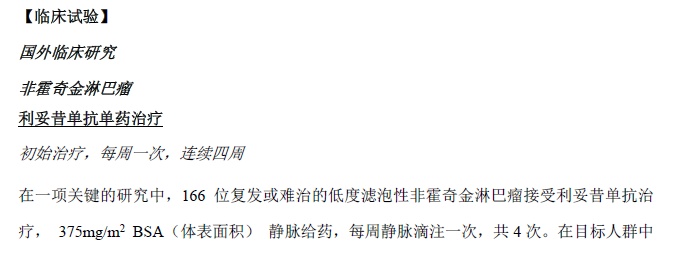 【临床试验】
国外临床研究
非霍奇金淋巴瘤
利妥昔单抗单药治疗
初始治疗，每周一次，连续四周
在一项关键的研究中，166 位复发或难治的低度滤泡性非霍奇金淋巴瘤接受利妥昔单抗治
疗， 375mg/m² BSA（体表面积） 静脉给药，每周静脉滴注一次，共 4 次。在目标人群中